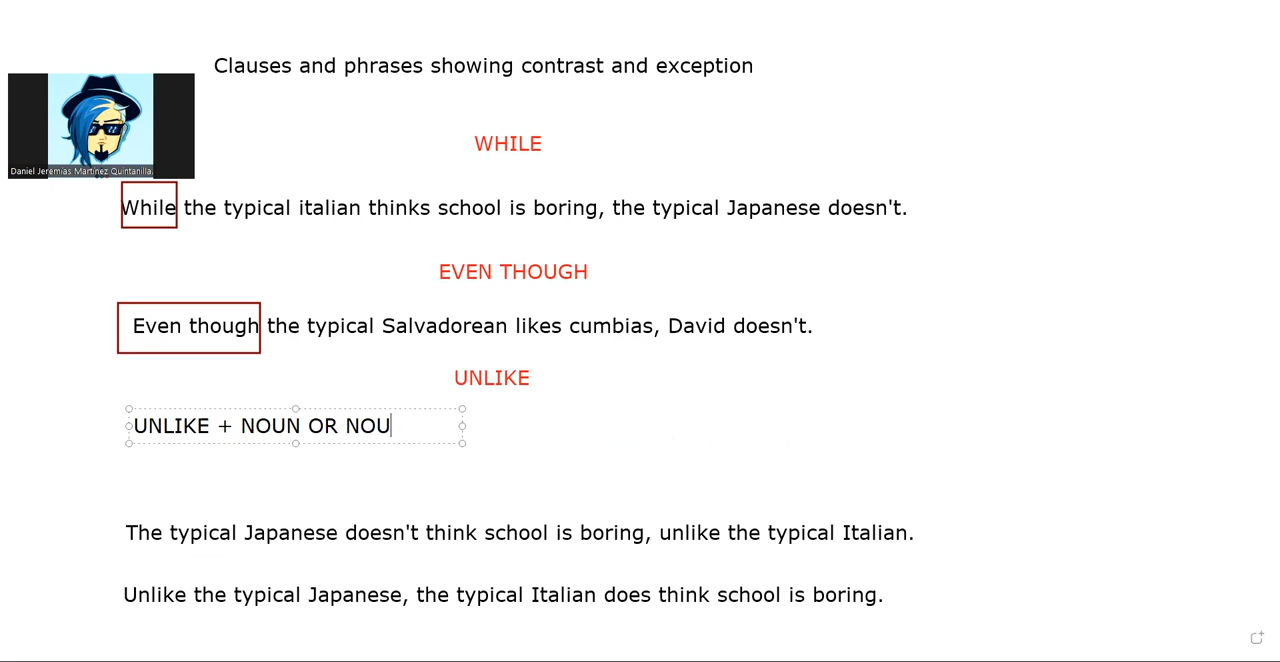 Clauses and phrases showing contrast and exception
Daniel Jeremías Martínez Quintanilla
WHILE
While the typical italian thinks school is boring, the typical Japanese doesn't.
EVEN THOUGH
Even though the typical Salvadorean likes cumbias, David doesn't.
UNLIKE
UNLIKE + NOUN OR NOU
The typical Japanese doesn't think school is boring, unlike the typical Italian.
Unlike the typical Japanese, the typical Italian does think school is boring.